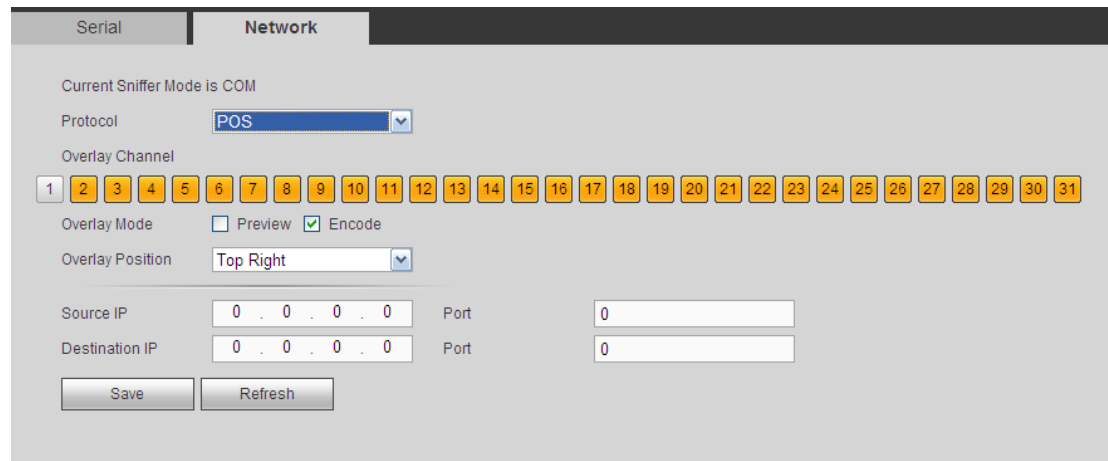 Serial Network
Current Sniffer Mode is COM
Protocol POS
Overlay Channel
1 2 3 4 5 6 7 8 9 10 11 12 13 14 15 16 17 18 19 20 21 22 23 24 25 26 27 28 29 30 31
Overlay Mode Preview Encode
Overlay Position Top Right
Source IP 0 . 0 . 0 . 0 Port 0
Destination IP 0 . 0 . 0 . 0 Port 0
Save Refresh